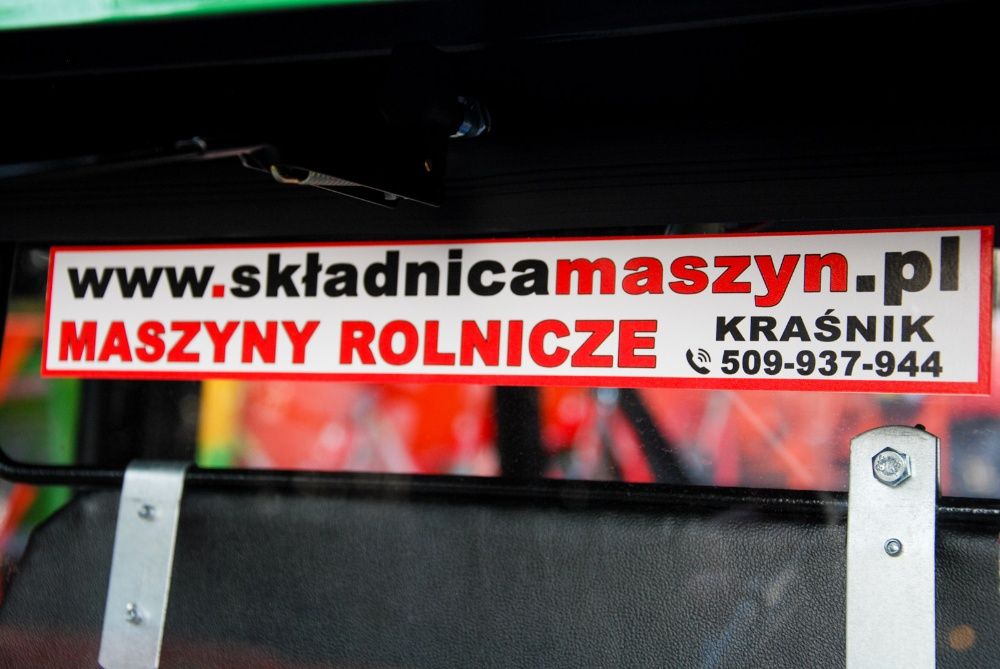 www.składnicamaszyn.pl
MASZYNY ROLNICZE
KRAŚNIK
509-937-944